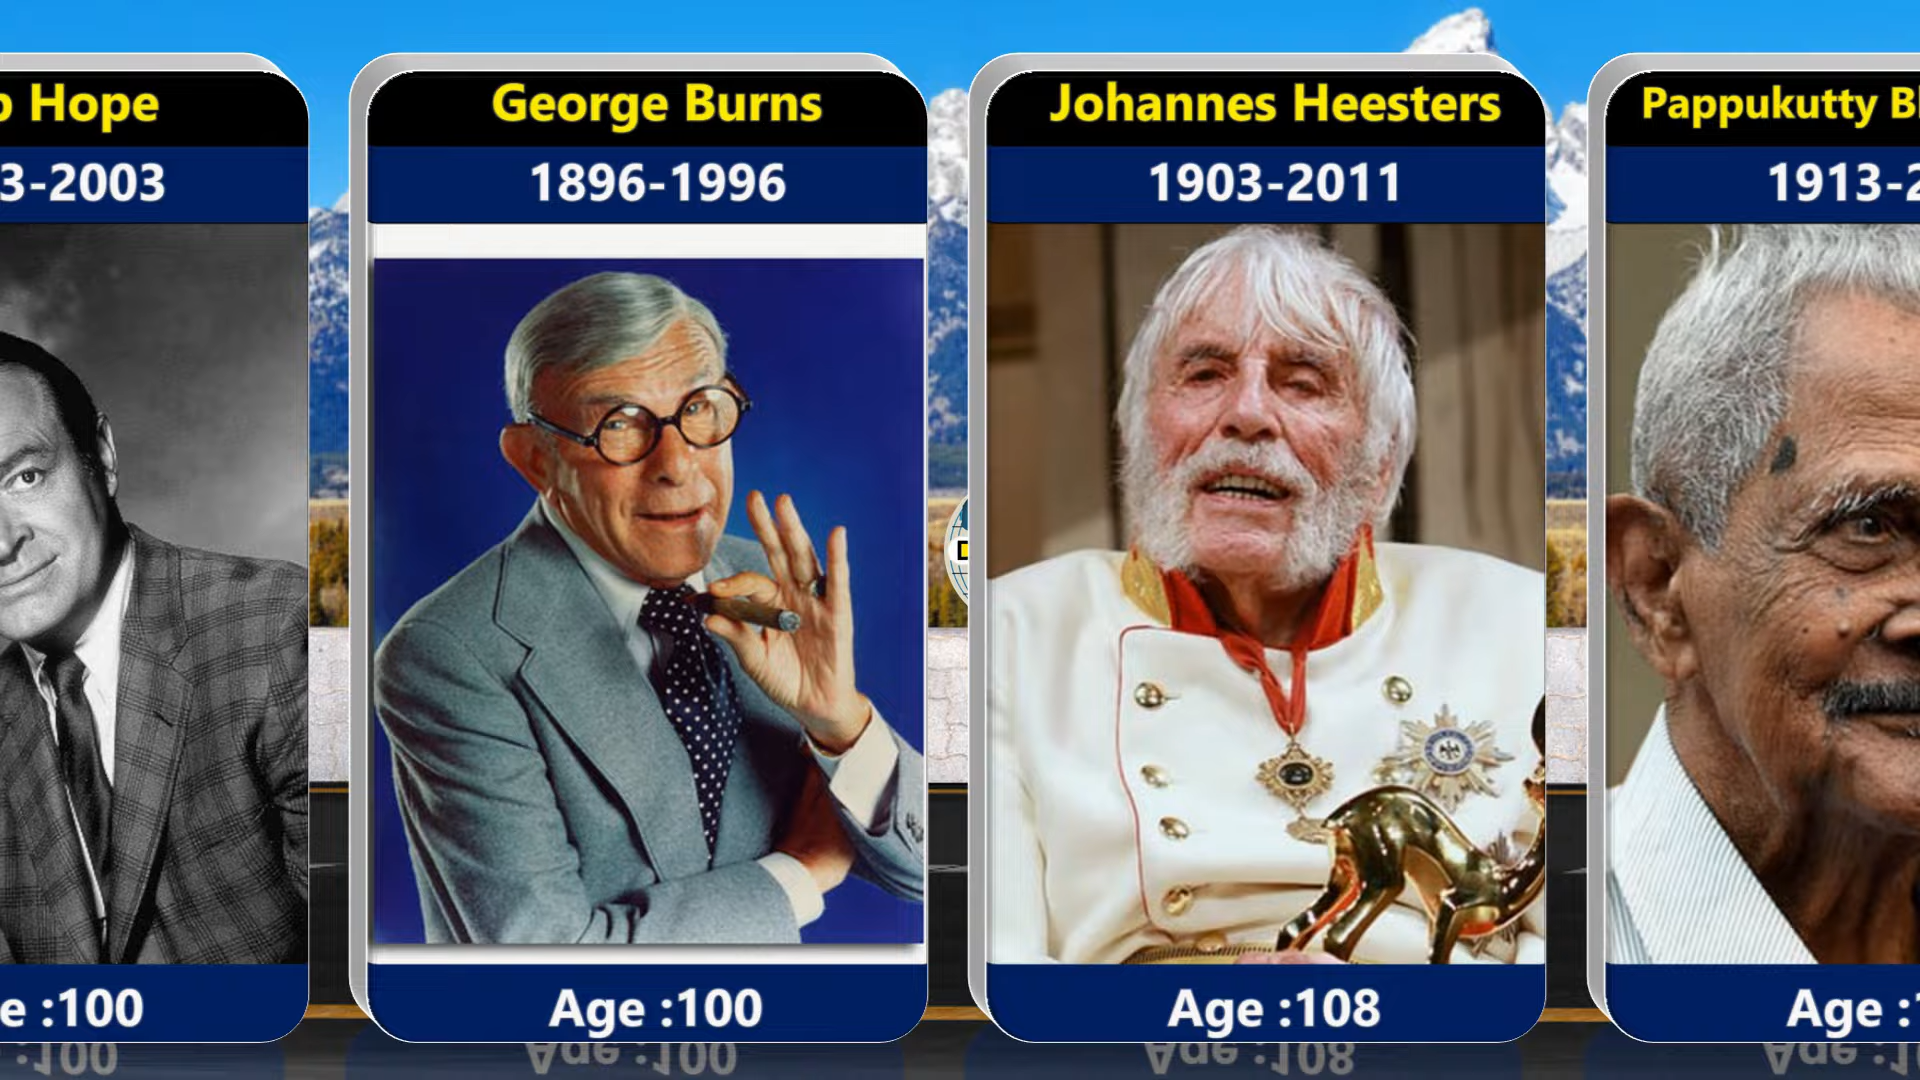 Hope
3-2003
:100
George Burns
1896-1996
Age :100
Johannes Heesters
1903-2011
Age :108
Pappukutty
1913-
Age :